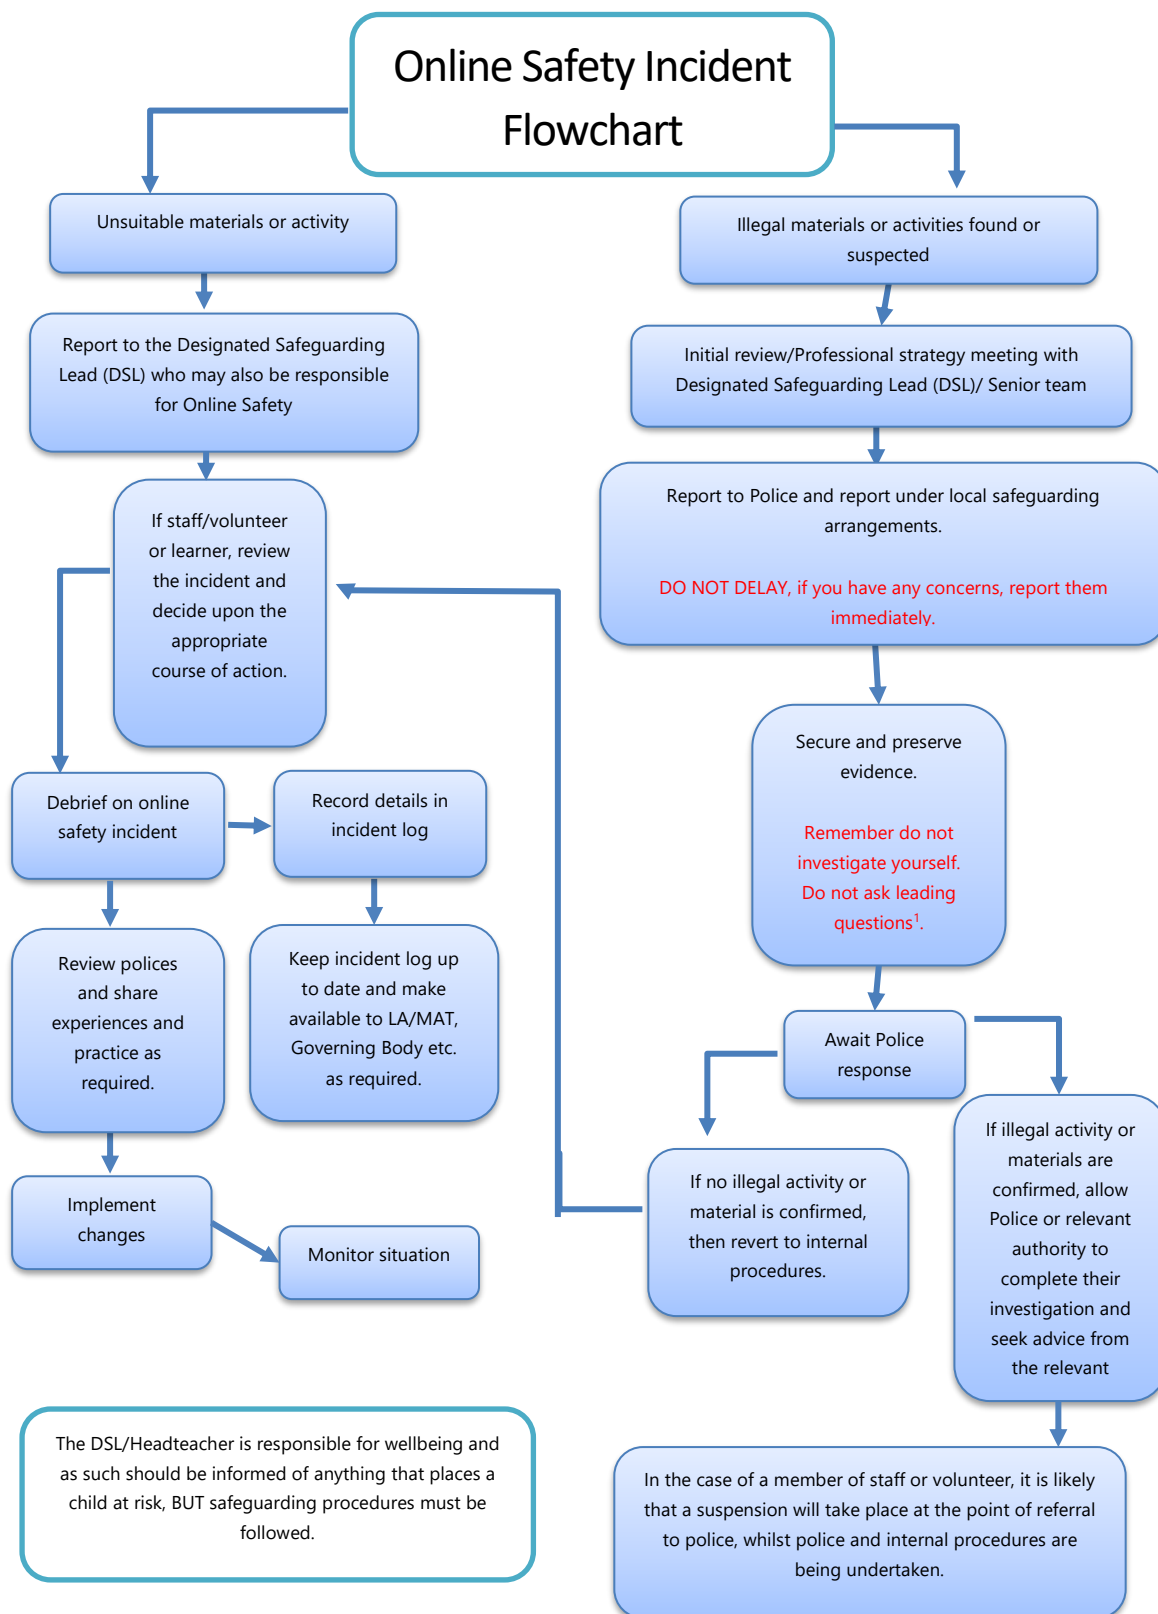 Online Safety Incident
Flowchart
Unsuitable materials or activity
Report to the Designated Safeguarding
Lead (DSL) who may also be responsible
for Online Safety
If staff/volunteer
or learner, review
the incident and
decide upon the
appropriate
course of action.
Debrief on online
safety incident
Record details in
incident log
Review polices
and share
experiences and
practice as
required.
Keep incident log up
to date and make
available to LA/MAT,
Governing Body etc.
as required.
Implement
changes
Monitor situation
Illegal materials or activities found or
suspected
Initial review/Professional strategy meeting with
Designated Safeguarding Lead (DSL)/ Senior team
Report to Police and report under local safeguarding
arrangements.
DO NOT DELAY, if you have any concerns, report them
immediately.
Secure and preserve
evidence.
Remember do not
investigate yourself.
Do not ask leading
questions¹.
Await Police
response
If no illegal activity or
material is confirmed,
then revert to internal
procedures.
If illegal activity or
materials are
confirmed, allow
Police or relevant
authority to
complete their
investigation and
seek advice from
the relevant
In the case of a member of staff or volunteer, it is likely
that a suspension will take place at the point of referral
to police, whilst police and internal procedures are
being undertaken.
The DSL/Headteacher is responsible for wellbeing and
as such should be informed of anything that places a
child at risk, BUT safeguarding procedures must be
followed.